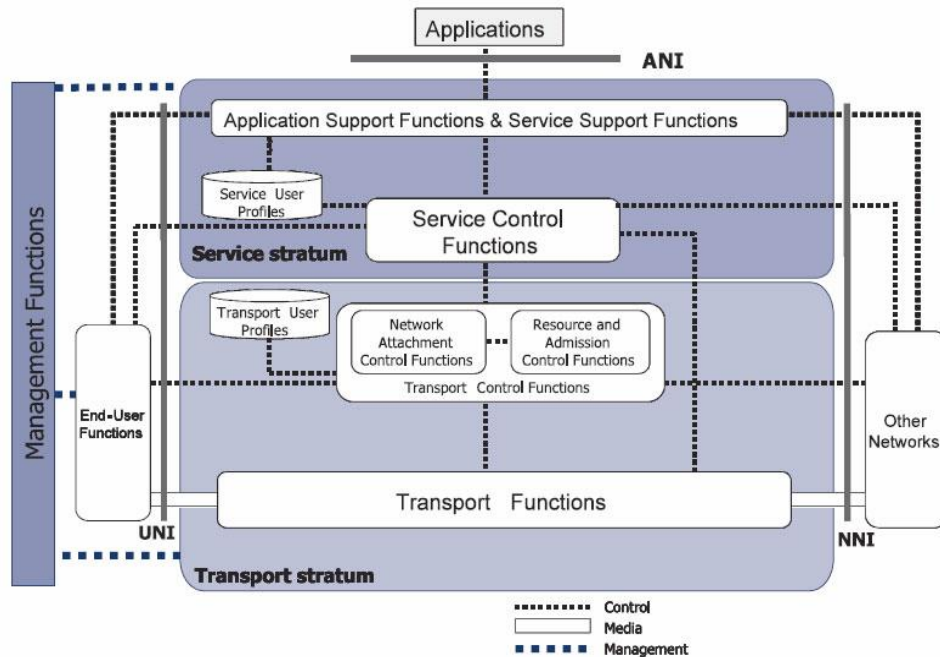 Applications
ANI
Application Support Functions & Service Support Functions
Service User
Profiles
Service Control
Functions
Service stratum
Management Functions
Transport User
Profiles
Network
Attachment
Control Functions
Resource and
Admission
Control Functions
Transport Control Functions
End-User
Functions
Other
Networks
Transport Functions
UNI
NNI
Transport stratum
Control
Media
Management